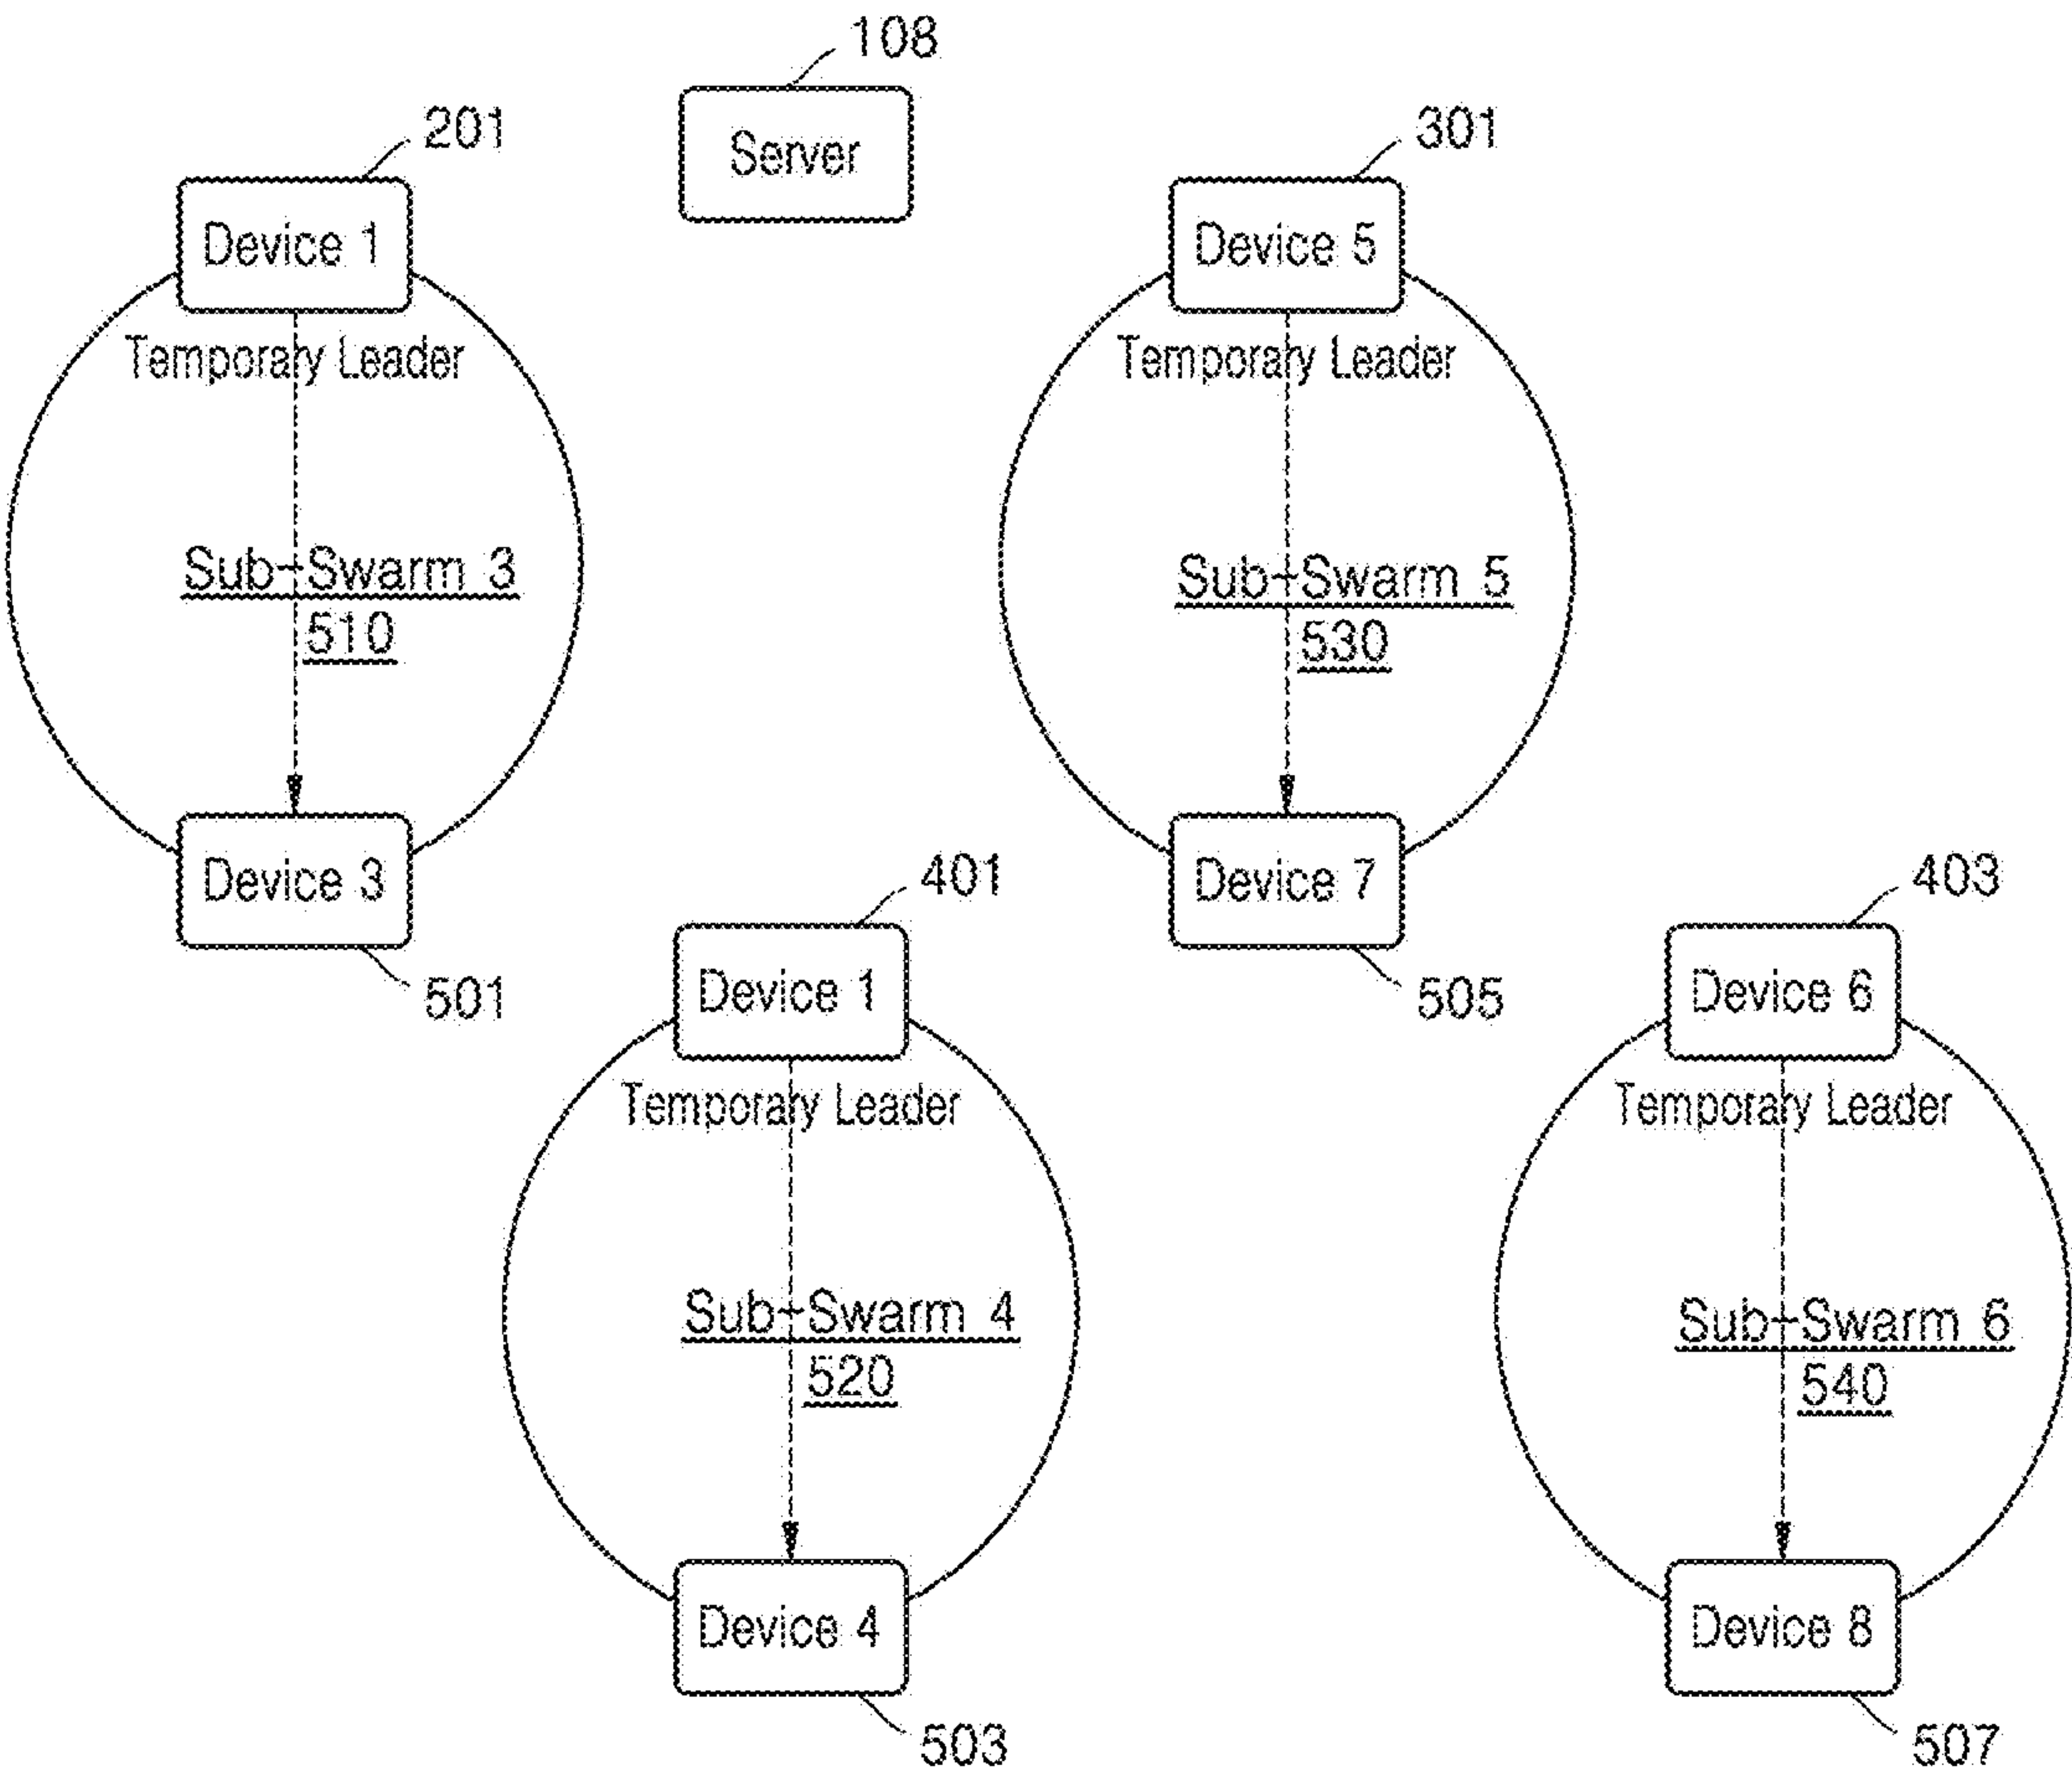 108
Server
201
Device 1
Temporary Leader
Sub-Swarm 3
510
Device 3
501
301
Device 5
Temporary Leader
Sub-Swarm 5
530
Device 7
505
401
Device 1
Temporary Leader
Sub-Swarm 4
520
Device 4
503
403
Device 6
Temporary Leader
Sub-Swarm 6
540
Device 8
507